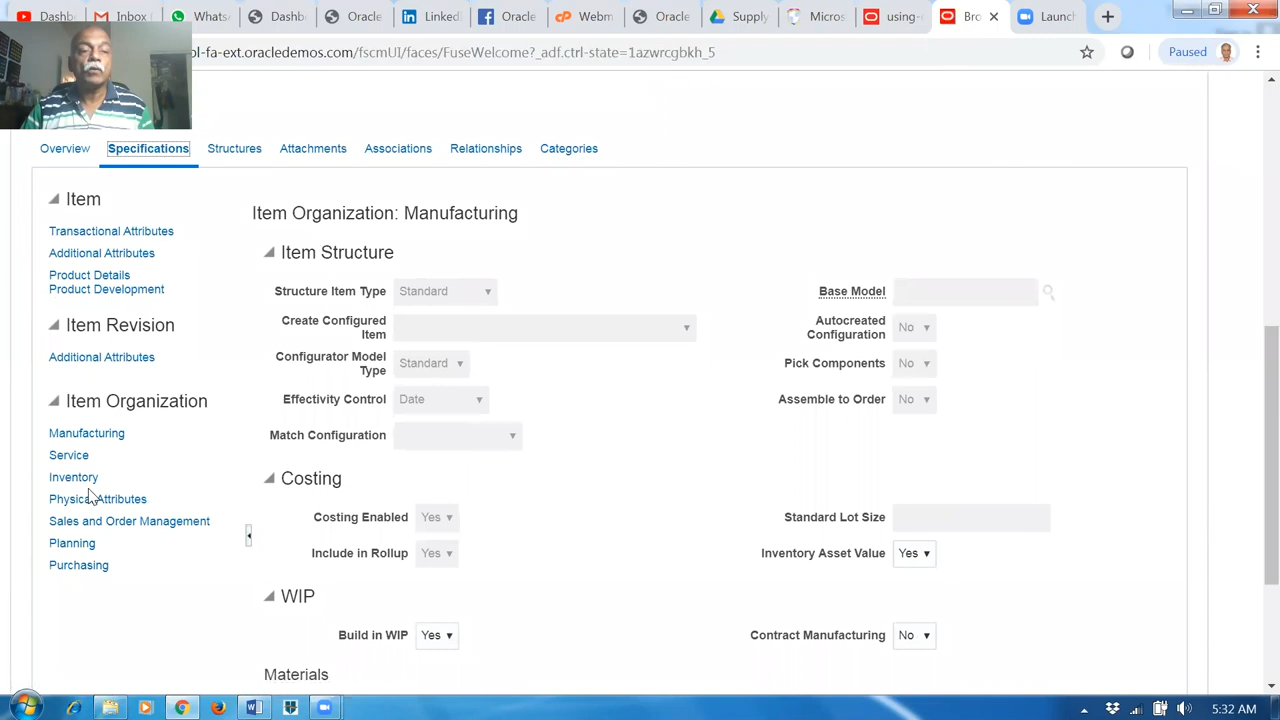 Dashb
Inbox
Whats
Dashb
Oracle
Linked
Orapla
Webm
Oracle
Supply
Micros
using-
Bro
Launc
ol-fa-ext.oracledemos.com/fscmUI/faces/FuseWelcome?_adf.ctrl-state=1azwrcgbkh_5
Paused
Overview
Specifications
Structures
Attachments
Associations
Relationships
Categories
Item
Transactional Attributes
Additional Attributes
Product Details
Product Development
Item Revision
Additional Attributes
Item Organization
Manufacturing
Service
Inventory
Physical Attributes
Sales and Order Management
Planning
Purchasing
Item Organization: Manufacturing
Item Structure
Structure Item Type Standard
Base Model
Create Configured
Item
Autocreated
Configuration No
Configurator Model
Type Standard
Pick Components No
Effectivity Control Date
Assemble to Order No
Match Configuration
Costing
Costing Enabled Yes
Standard Lot Size
Include in Rollup Yes
Inventory Asset Value Yes
WIP
Build in WIP Yes
Contract Manufacturing No
Materials
5:32 AM